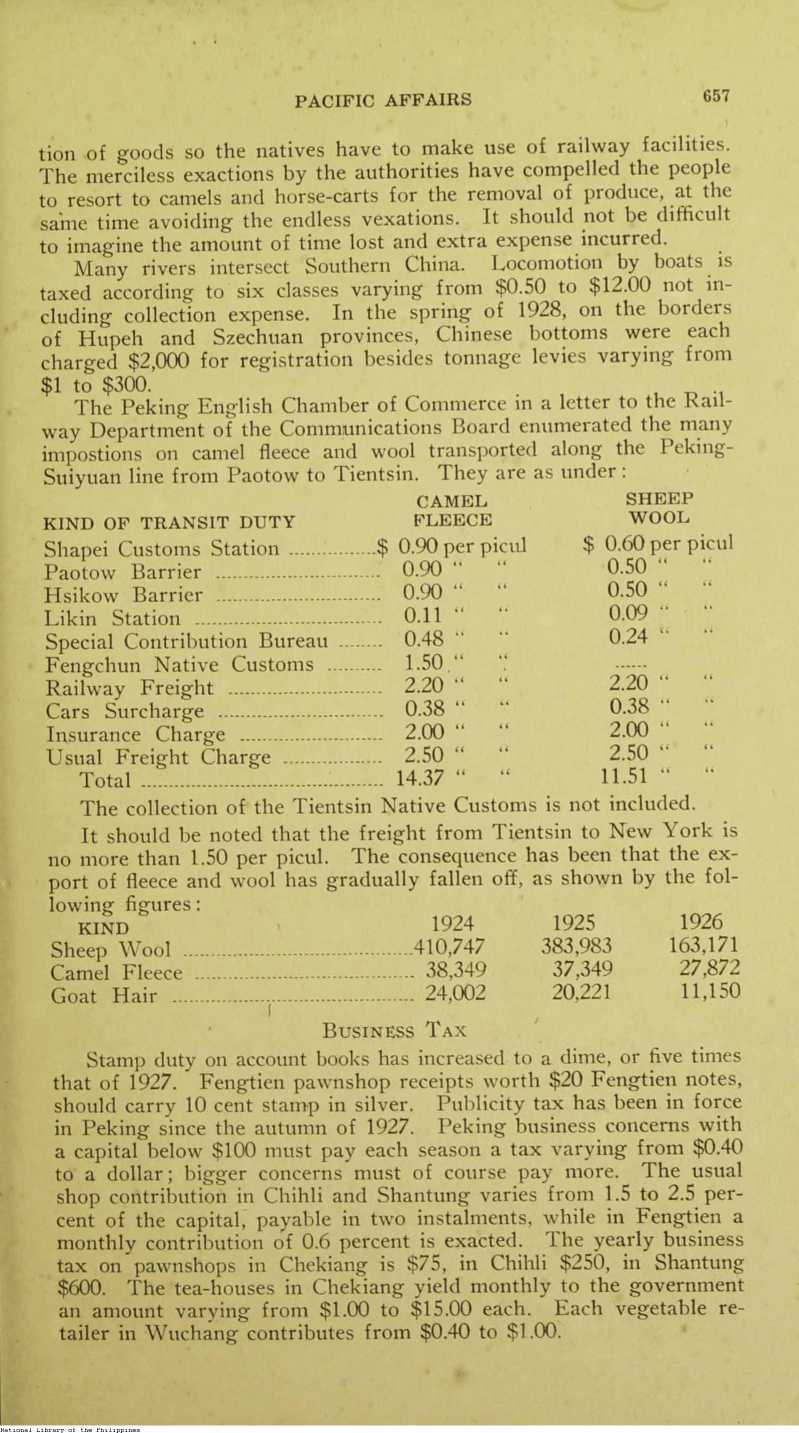 PACIFIC AFFAIRS 657
tion of goods so the natives have to make use of railway facilities.
The merciless exactions by the authorities have compelled the people
to resort to camels and horse-carts for the removal of produce, at the
same time avoiding the endless vexations. It should not be difficult
to imagine the amount of time lost and extra expense incurred.
Many rivers intersect Southern China. Locomotion by boats is
taxed according to six classes varying from $0.50 to $12.00 not in-
cluding collection expense. In the spring of 1928, on the borders
of Hupeh and Szechuan provinces, Chinese bottoms were each
charged $2,000 for registration besides tonnage levies varying from
$1 to $300.
The Peking English Chamber of Commerce in a letter to the Rail-
way Department of the Communications Board enumerated the many
impostions on camel fleece and wool transported along the Peking-
Suiyuan line from Paotow to Tientsin. They are as under:
CAMEL SHEEP
KIND OF TRANSIT DUTY FLEECE WOOL
Shapei Customs Station ................$ 0.90 per picul $ 0.60 per picul
Paotow Barrier ................ 0.90 “ “ 0.50 “ “
Hsikow Barrier ................ 0.90 “ “ 0.50 “ “
Likin Station ................ 0.11 “ “ 0.09 “ “
Special Contribution Bureau ........ 0.48 “ “ 0.24 “ “
Fengchun Native Customs .......... 1.50 “ “ ......
Railway Freight ................ 2.20 “ “ 2.20 “ “
Cars Surcharge ................ 0.38 “ “ 0.38 “ “
Insurance Charge ................ 2.00 “ “ 2.00 “ “
Usual Freight Charge ................ 2.50 “ “ 2.50 “ “
Total ................ 14.37 “ “ 11.51 “ “
The collection of the Tientsin Native Customs is not included.
It should be noted that the freight from Tientsin to New York is
no more than 1.50 per picul. The consequence has been that the ex-
port of fleece and wool has gradually fallen off, as shown by the fol-
lowing figures:
KIND 1924 1925 1926
Sheep Wool ................410,747 383,983 163,171
Camel Fleece ................ 38,349 37,349 27,872
Goat Hair ................ 24,002 20,221 11,150
BUSINESS TAX
Stamp duty on account books has increased to a dime, or five times
that of 1927. Fengtien pawnshop receipts worth $20 Fengtien notes,
should carry 10 cent stamp in silver. Publicity tax has been in force
in Peking since the autumn of 1927. Peking business concerns with
a capital below $100 must pay each season a tax varying from $0.40
to a dollar; bigger concerns must of course pay more. The usual
shop contribution in Chihli and Shantung varies from 1.5 to 2.5 per-
cent of the capital, payable in two instalments, while in Fengtien a
monthly contribution of 0.6 percent is exacted. The yearly business
tax on pawnshops in Chekiang is $75, in Chihli $250, in Shantung
$600. The tea-houses in Chekiang yield monthly to the government
an amount varying from $1.00 to $15.00 each. Each vegetable re-
tailer in Wuchang contributes from $0.40 to $1.00.
National Library of the Philippines